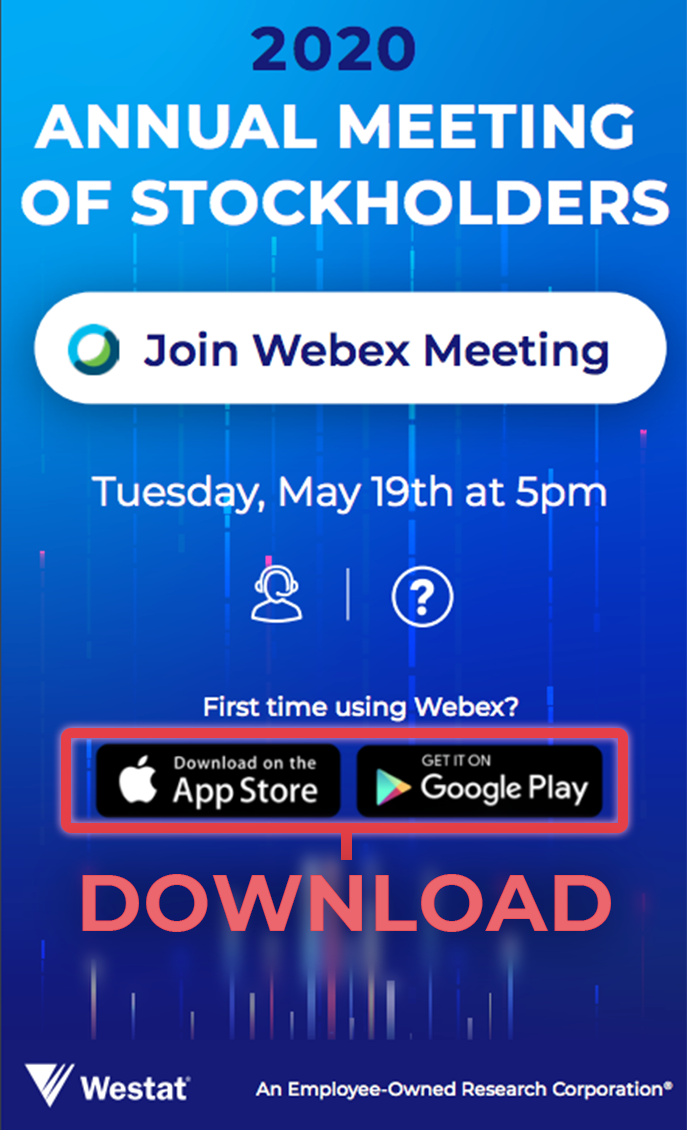 2020
ANNUAL MEETING
OF STOCKHOLDERS
Join Webex Meeting
Tuesday, May 19th at 5pm
?
First time using Webex?
Download on the
App Store
GET IT ON
Google Play
DOWNLOAD
Westat®
An Employee-Owned Research Corporation®